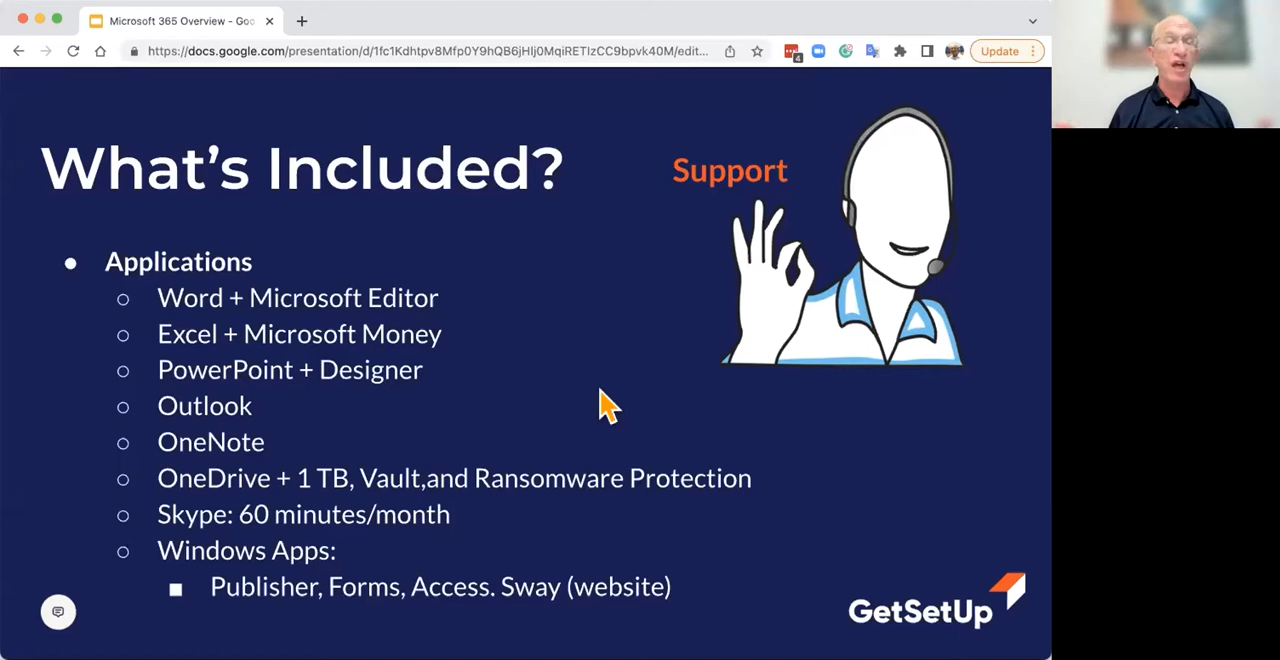 Microsoft 365 Overview - Goo
https://docs.google.com/presentation/d/1fc1Kdhtpv8Mfp0Y9hQB6jHIj0MqiRETIzCC9bpvk40M/edit...
4
Update
What's Included?
Support
Applications
Word + Microsoft Editor
Excel + Microsoft Money
PowerPoint + Designer
Outlook
OneNote
OneDrive + 1 TB, Vault,and Ransomware Protection
Skype: 60 minutes/month
Windows Apps:
Publisher, Forms, Access. Sway (website)
GetSetUp